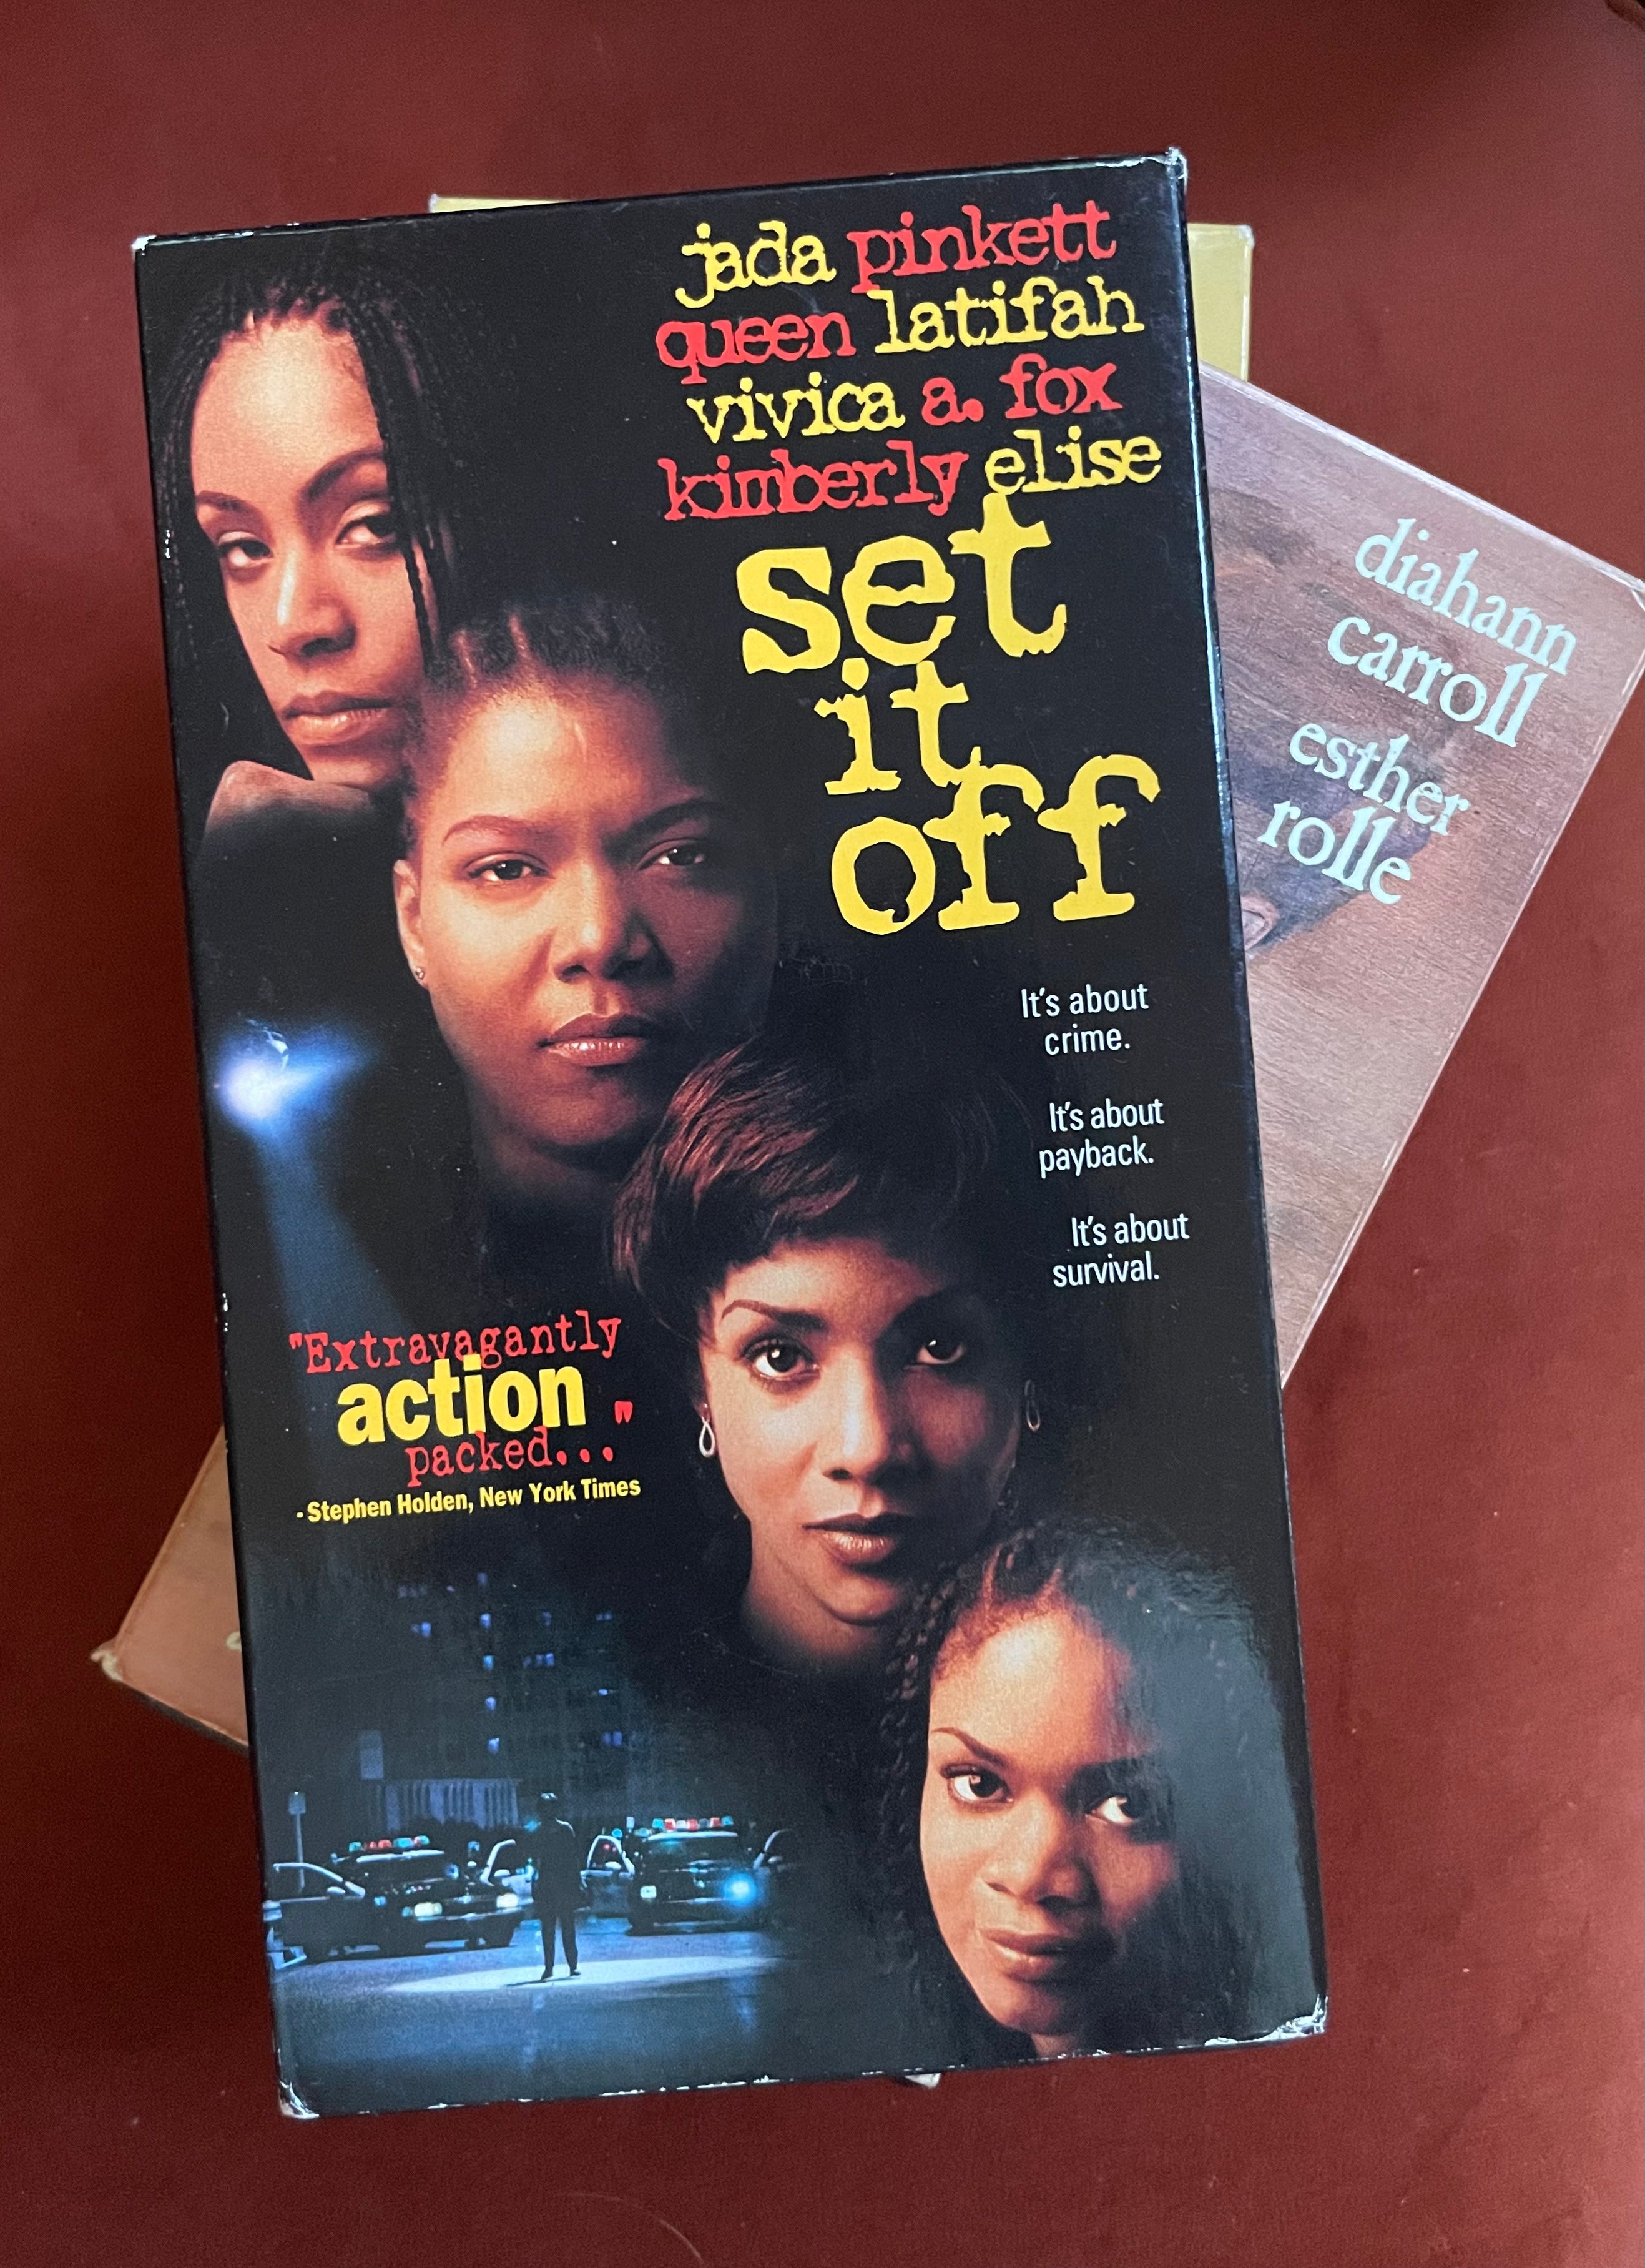 jada pinkett
queen latifah
vivica a. fox
kimberly elise
set
it
off
It's about
crime.
It's about
payback.
It's about
survival.
"Extravagantly
action
packed..."
- Stephen Holden, New York Times
diahann
carroll
esther
rolle